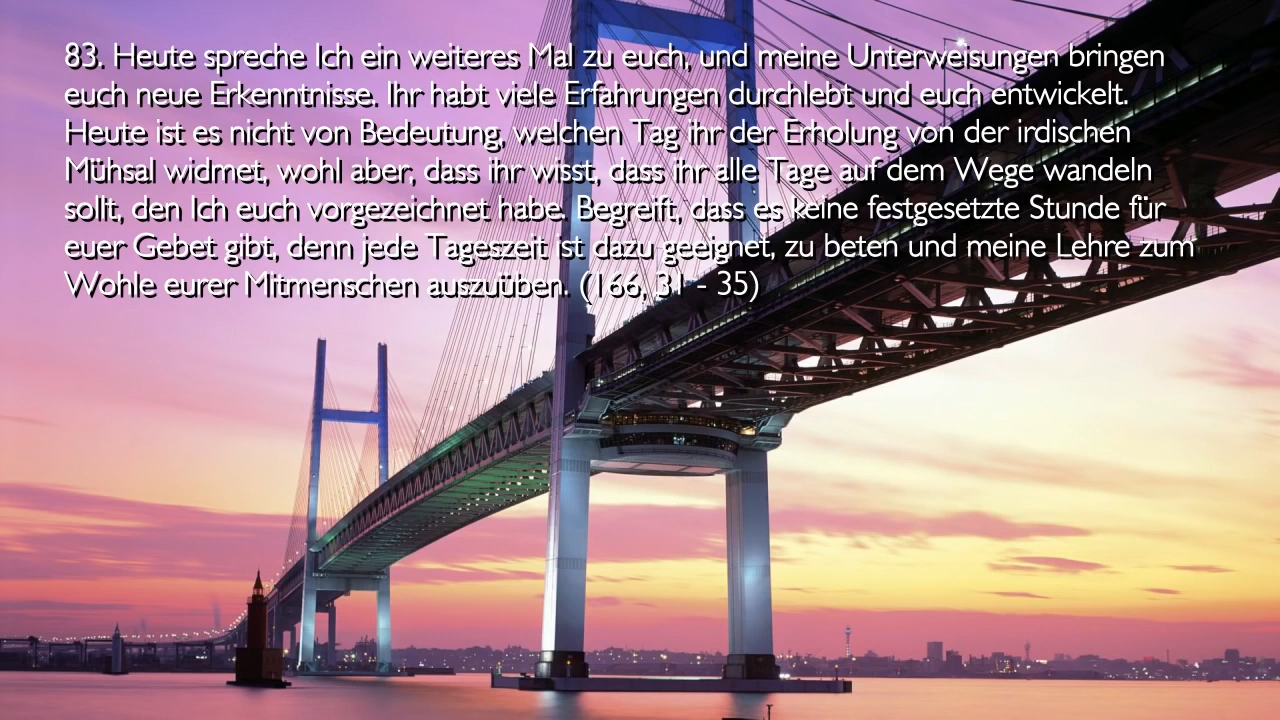 83. Heute spreche Ich ein weiteres Mal zu euch, und meine Unterweisungen bringen
euch neue Erkenntnisse. Ihr habt viele Erfahrungen durchlebt und euch entwickelt.
Heute ist es nicht von Bedeutung, welchen Tag ihr der Erholung von der irdischen
Mühsal widmet, wohl aber, dass ihr wisst, dass ihr alle Tage auf dem Wege wandeln
sollt, den Ich euch vorgezeichnet habe. Begreift, dass es keine festgesetzte Stunde für
euer Gebet gibt, denn jede Tageszeit ist dazu geeignet, zu beten und meine Lehre zum
Wohle eurer Mitmenschen auszuüben. (166, 31 - 35)